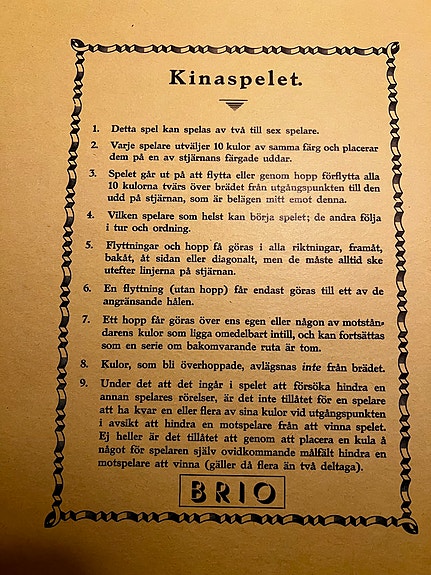 Kinaspelet.
1. Detta spel kan spelas av två till sex spelare.
2. Varje spelare utväljer 10 kulor av samma färg och placerar
dem på en av stjärnans färgade uddar.
3. Spelet går ut på att flytta eller genom hopp förflytta alla
10 kulorna tvärs över brädet från utgångspunkten till den
udd på stjärnan, som är belägen mitt emot denna.
4. Vilken spelare som helst kan börja spelet; de andra följa
i tur och ordning.
5. Flyttningar och hopp få göras i alla riktningar, framåt,
bakåt, åt sidan eller diagonalt, men de måste alltid ske
utefter linjerna på stjärnan.
6. En flyttning (utan hopp) får endast göras till ett av de
angränsande hålen.
7. Ett hopp får göras över ens egen eller någon av motstån-
darens kulor som ligga omedelbart intill, och kan fortsättas
som en serie om bakomvarande ruta är tom.
8. Kulor, som bli överhoppade, avlägsnas inte från brädet.
9. Under det att det ingår i spelet att försöka hindra en
annan spelares rörelser, är det inte tillåtet för en spelare
att ha kvar en eller flera av sina kulor vid utgångspunkten
i avsikt att hindra en motspelare från att vinna spelet.
Ej heller är det tillåtet att genom att placera en kula å
något för spelaren själv ovidkommande målfält hindra en
motspelare att vinna (gäller då flera än två deltaga).
BRIO